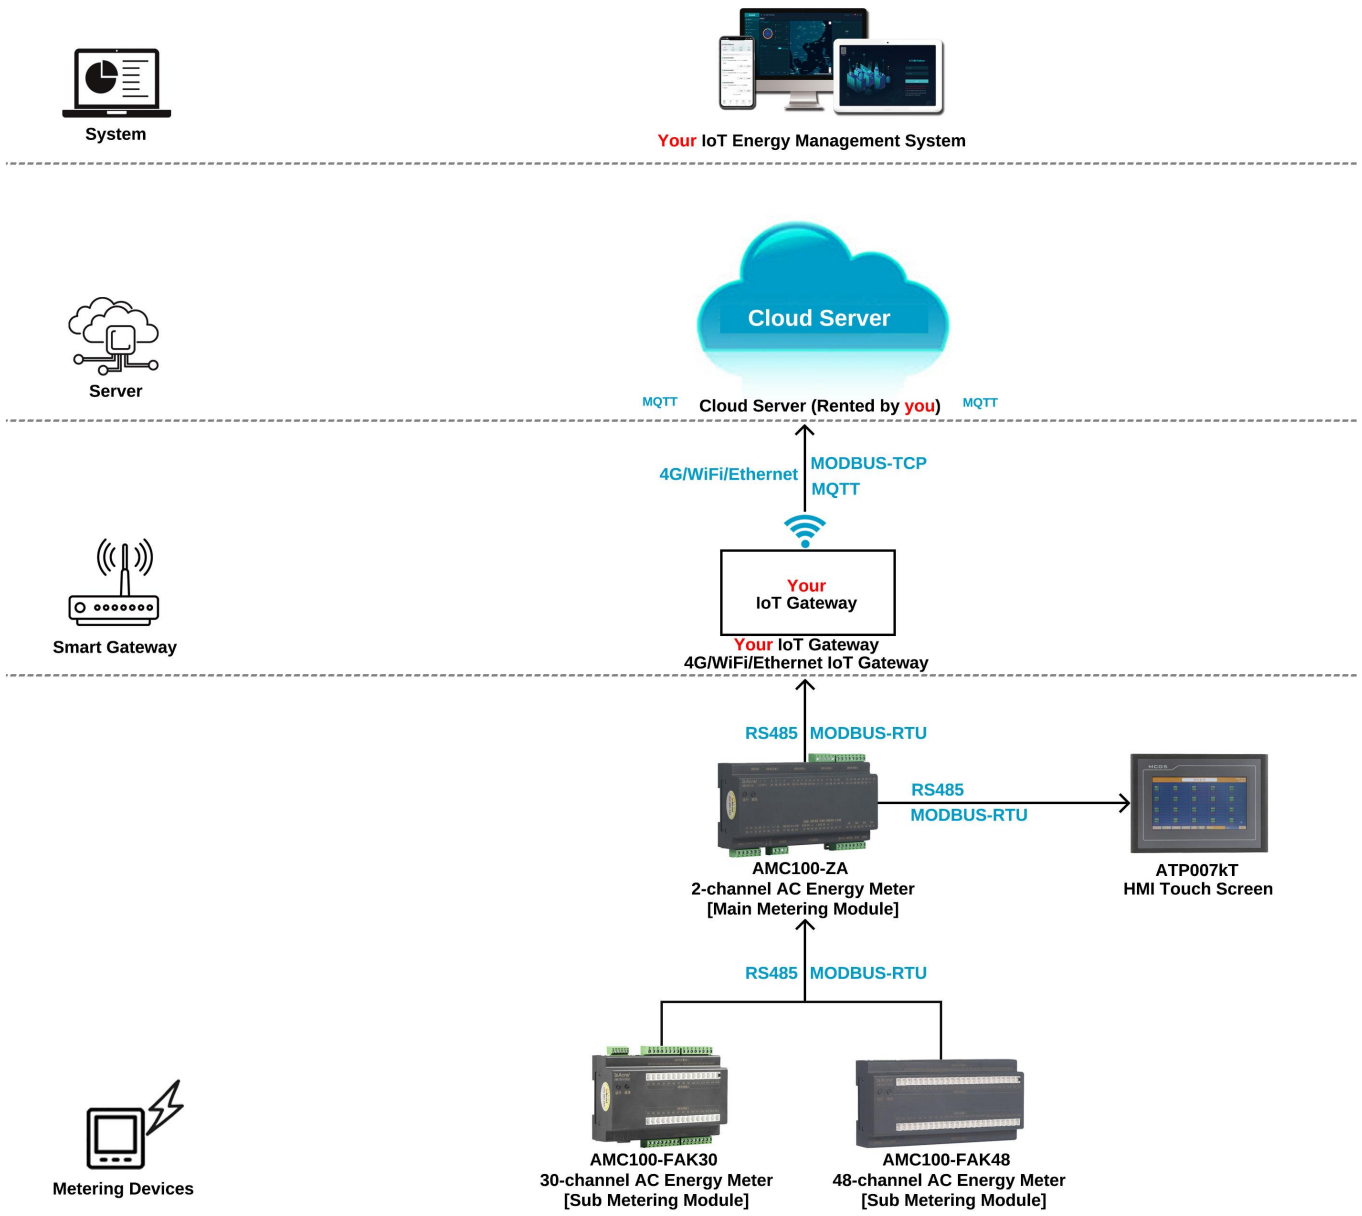 System
Your IoT Energy Management System
Cloud Server
Server
MQTT
Cloud Server (Rented by you)
MQTT
4G/WiFi/Ethernet
MODBUS-TCP
MQTT
Your
IoT Gateway
Smart Gateway
Your IoT Gateway
4G/WiFi/Ethernet IoT Gateway
RS485
MODBUS-RTU
RS485
MODBUS-RTU
AMC100-ZA
2-channel AC Energy Meter
[Main Metering Module]
ATP007kT
HMI Touch Screen
RS485
MODBUS-RTU
Metering Devices
AMC100-FAK30
30-channel AC Energy Meter
[Sub Metering Module]
AMC100-FAK48
48-channel AC Energy Meter
[Sub Metering Module]